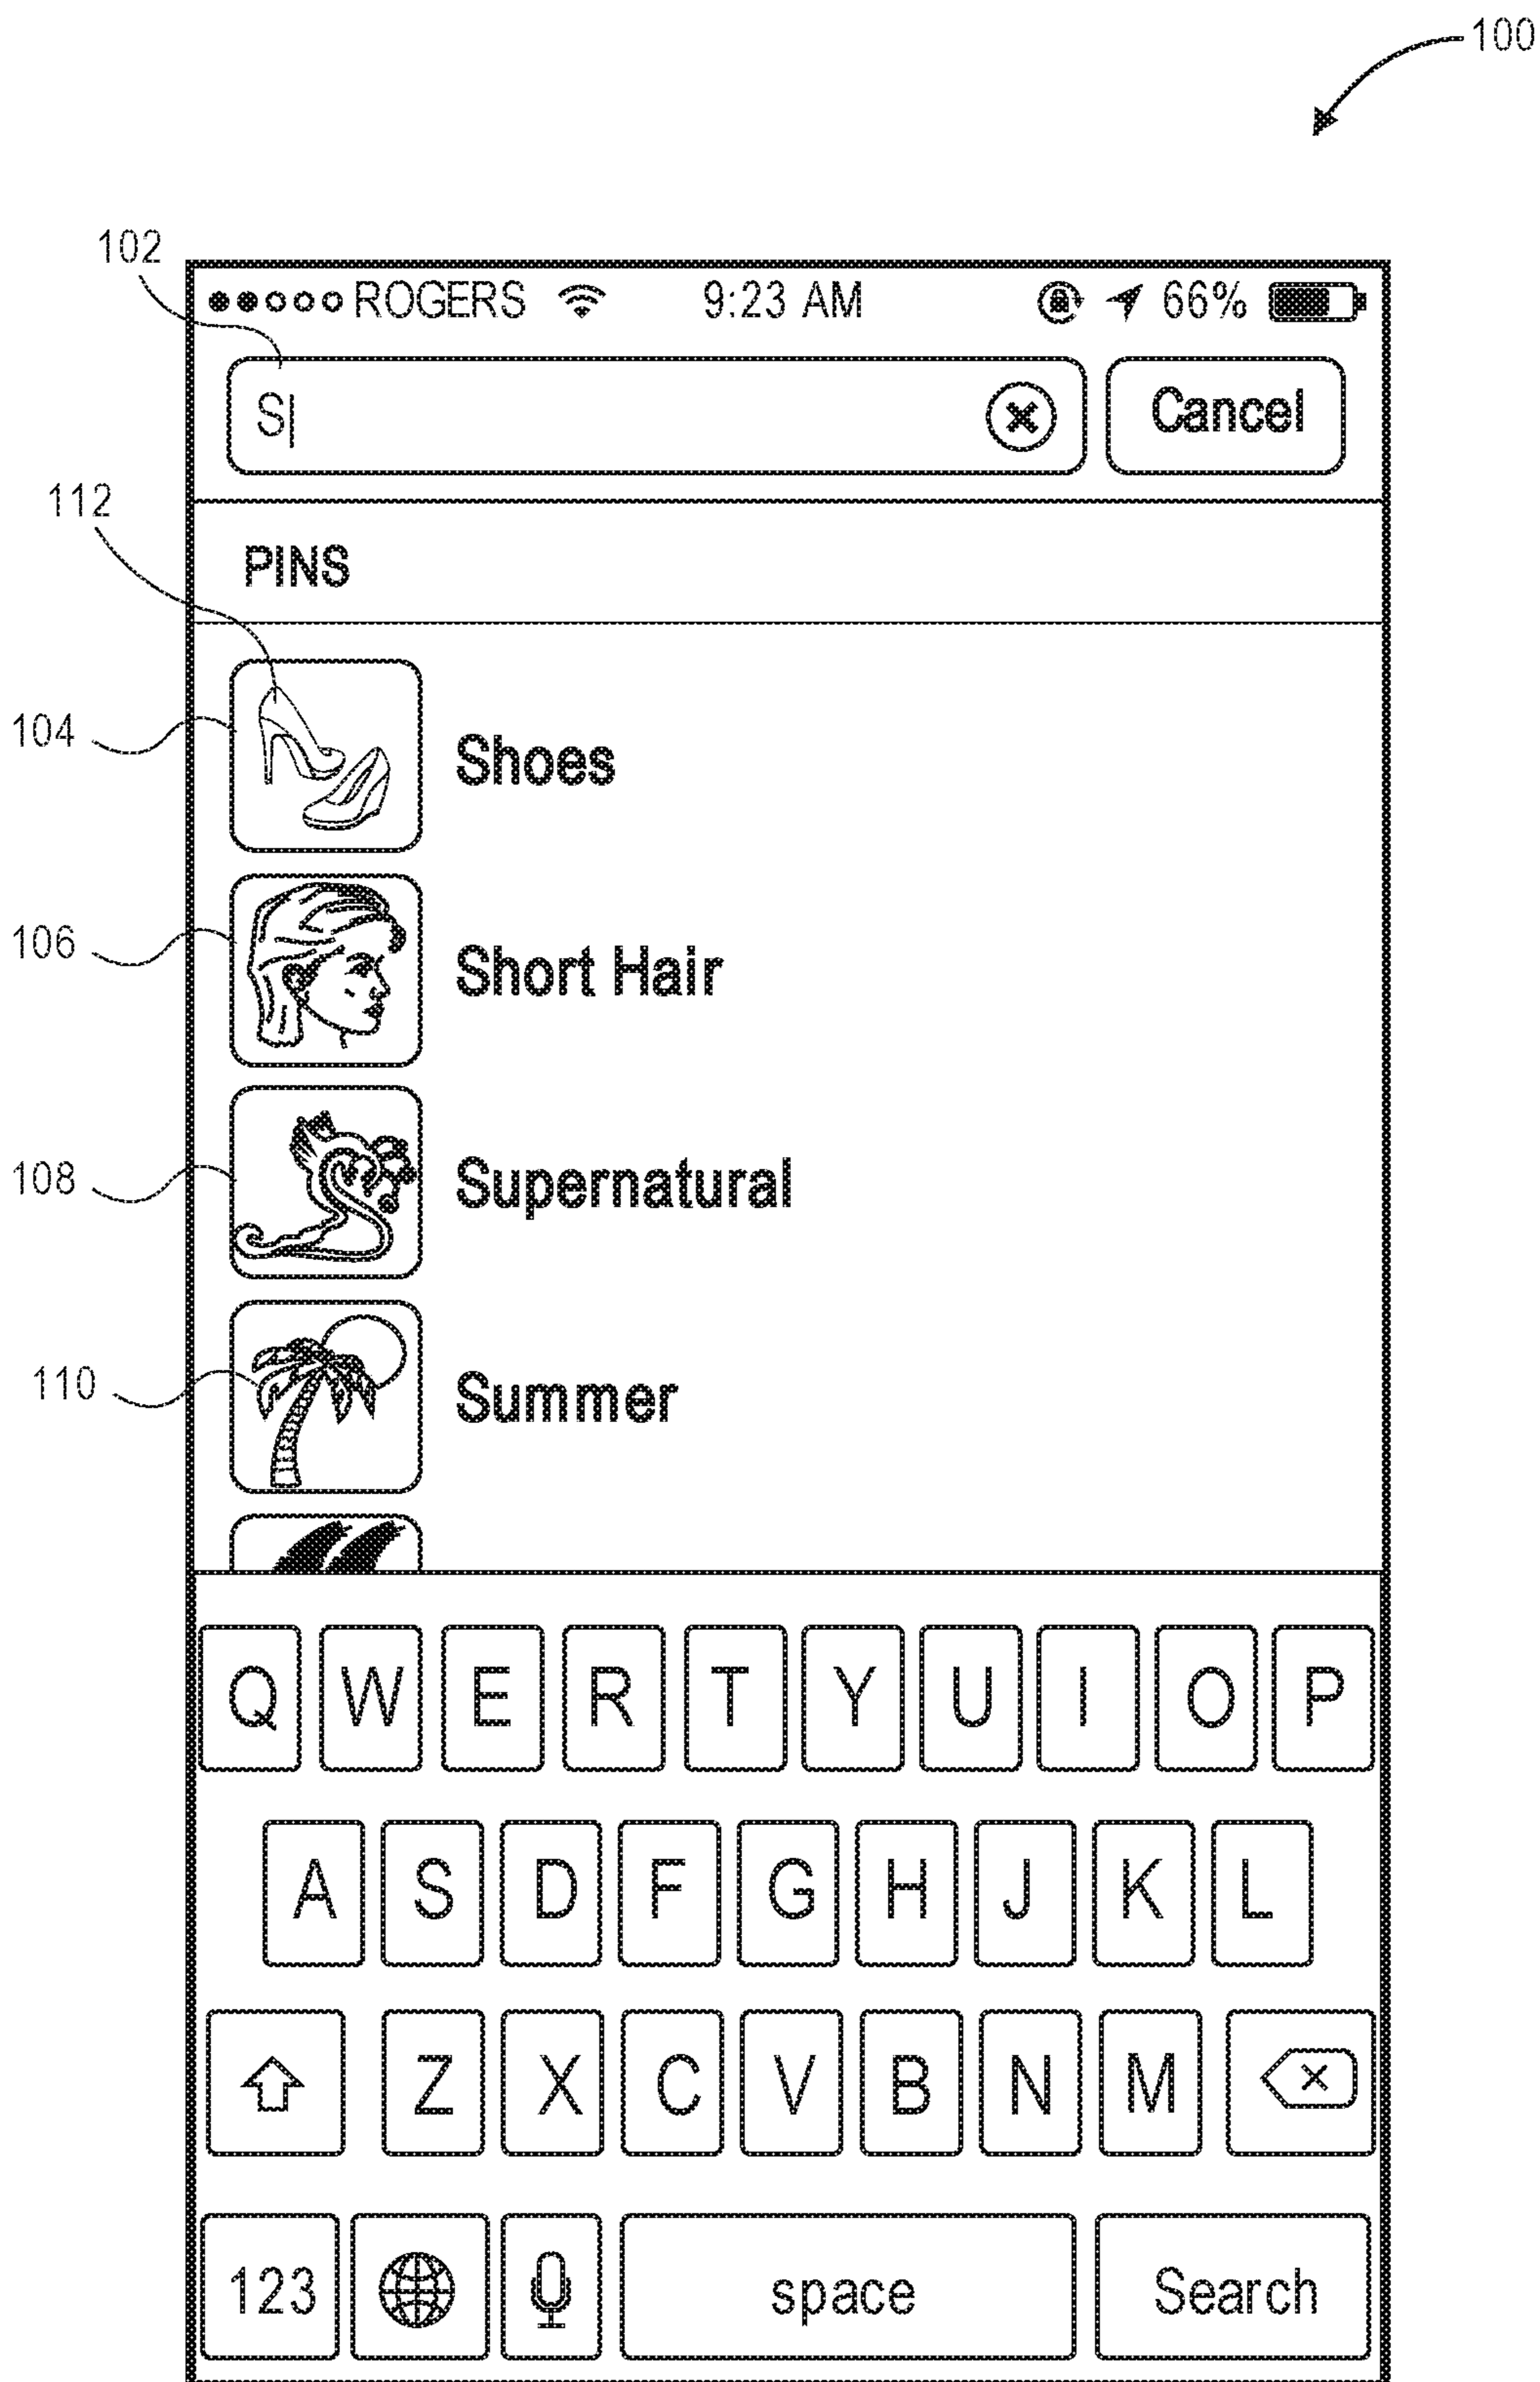 100
102
ROGERS 9:23 AM 66%
S Cancel
112
PINS
104 Shoes
106 Short Hair
108 Supernatural
110 Summer
Q W E R T Y U I O P
A S D F G H J K L
Z X C V B N M
123 space Search